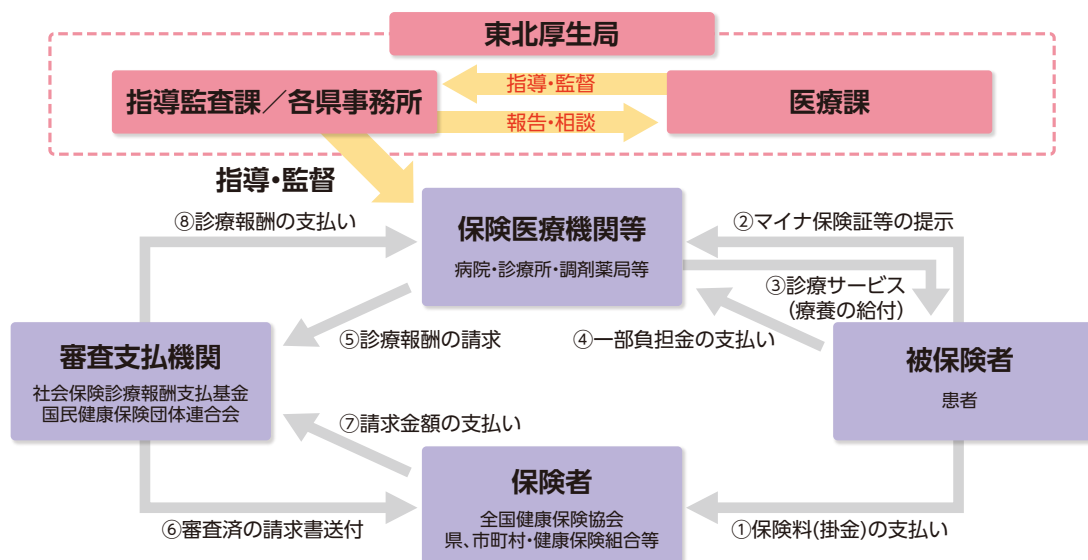 東北厚生局
指導監査課／各県事務所
指導・監督
報告・相談
医療課
指導・監督
⑧診療報酬の支払い
保険医療機関等
病院・診療所・調剤薬局等
②マイナ保険証等の提示
③診療サービス
（療養の給付）
⑤診療報酬の請求
④一部負担金の支払い
審査支払機関
社会保険診療報酬支払基金
国民健康保険団体連合会
被保険者
患者
⑦請求金額の支払い
保険者
全国健康保険協会
県、市町村・健康保険組合等
⑥審査済の請求書送付
①保険料(掛金)の支払い